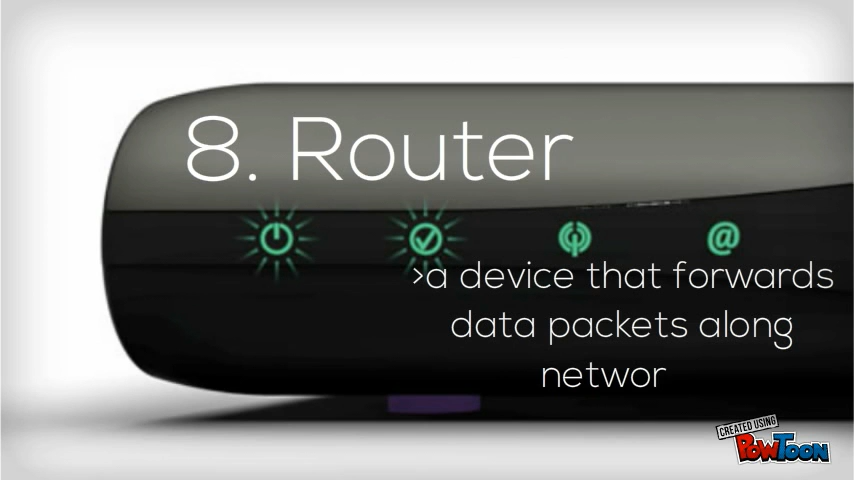 8. Router
@
>a device that forwards
data packets along
networ
CREATED USING
POWTOON